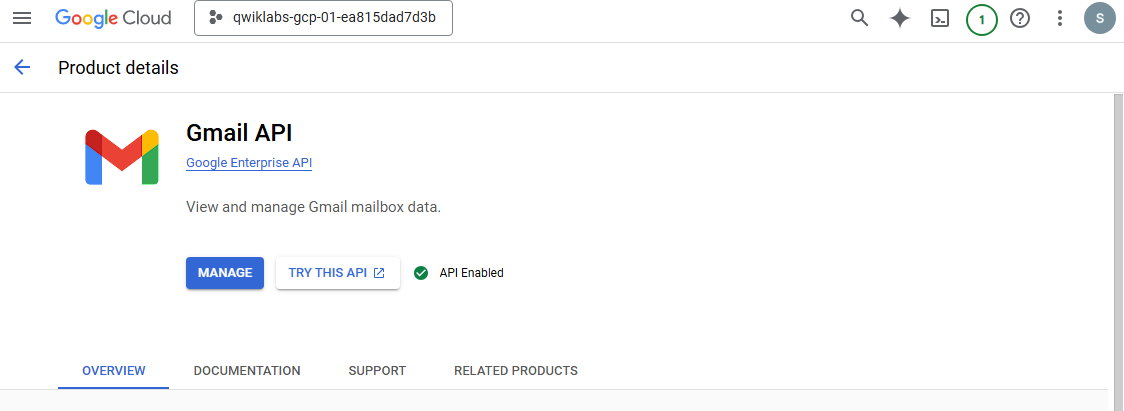 Google Cloud qwiklabs-gcp-01-ea815dad7d3b 1 S
Product details
Gmail API
Google Enterprise API
View and manage Gmail mailbox data.
MANAGE TRY THIS API API Enabled
OVERVIEW DOCUMENTATION SUPPORT RELATED PRODUCTS